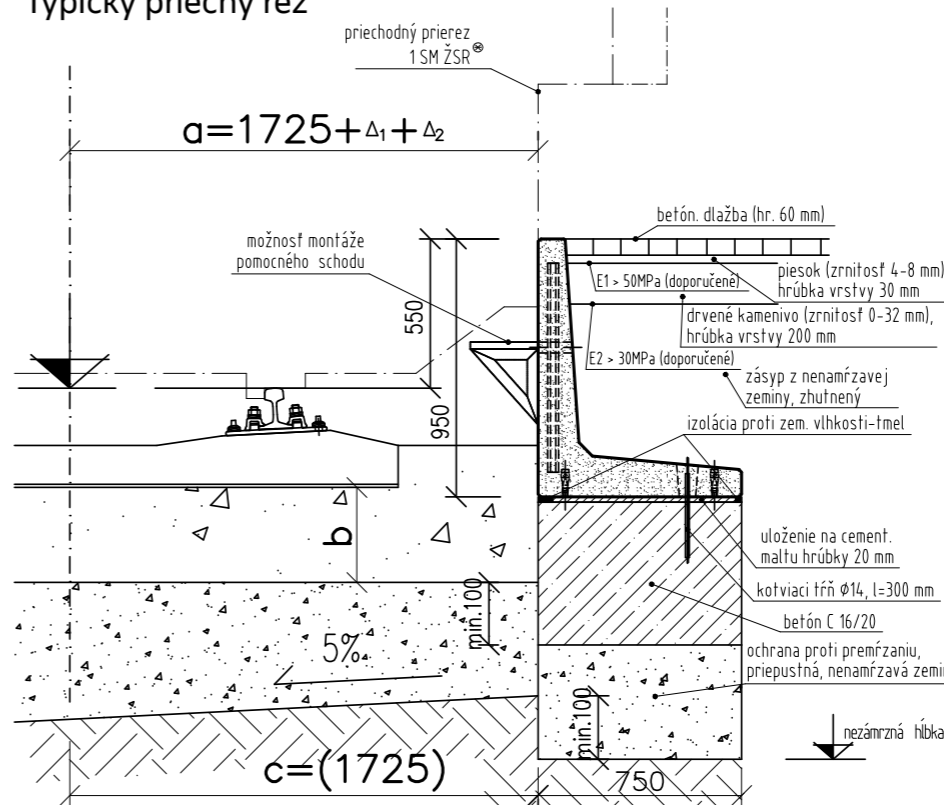 Typický priečny rez
priechodný prierez
1 SM ŽSR®
a=1725+Δ1+Δ2
betón. dlažba (hr. 60 mm)
možnosť montáže
pomocného schodu
piesok (zrnitosť 4-8 mm)
hrúbka vrstvy 30 mm
E1 > 50MPa (doporučené)
drvené kamenivo (zrnitosť 0-32 mm),
hrúbka vrstvy 200 mm
550
E2 > 30MPa (doporučené)
zásyp z nenamŕzavej
zeminy, zhutnený
950
izolácia proti zem. vlhkosti-tmel
b
uloženie na cement.
maltu hrúbky 20 mm
kotviaci tŕň Φ14, l=300 mm
min.100
betón C 16/20
5%
ochrana proti premŕzaniu,
priepustná, nenamŕzavá zemi
min.100
nezámrzná hĺbka
c=(1725)
750